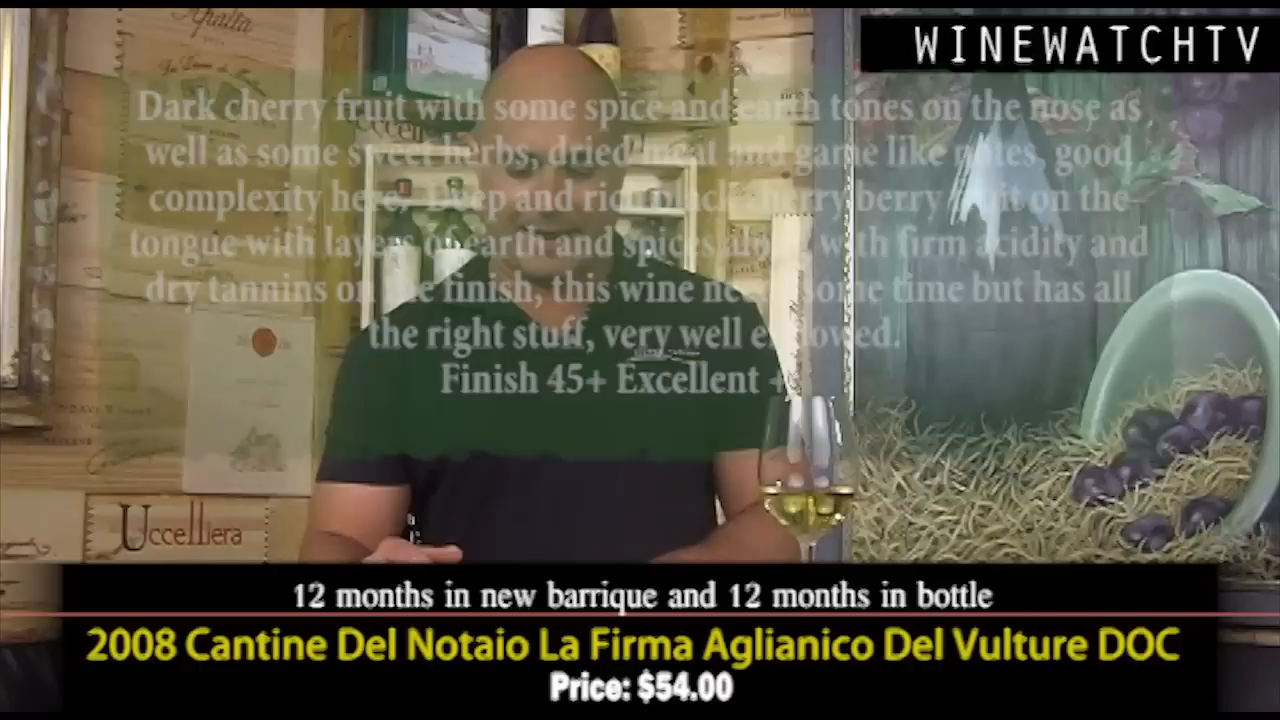 WINEWATCHTV
Dark cherry fruit with some spice and earth tones on the nose as
well as some sweet herbs, dried meat and game like notes, good
complexity here, Deep and rich black cherry berry fruit on the
tongue with layers of earth and spices along with firm acidity and
dry tannins on the finish, this wine needs some time but has all
the right stuff, very well endowed.
Finish 45+ Excellent +
Uccelliera
12 months in new barrique and 12 months in bottle
2008 Cantine Del Notaio La Firma Aglianico Del Vulture DOC
Price: $54.00